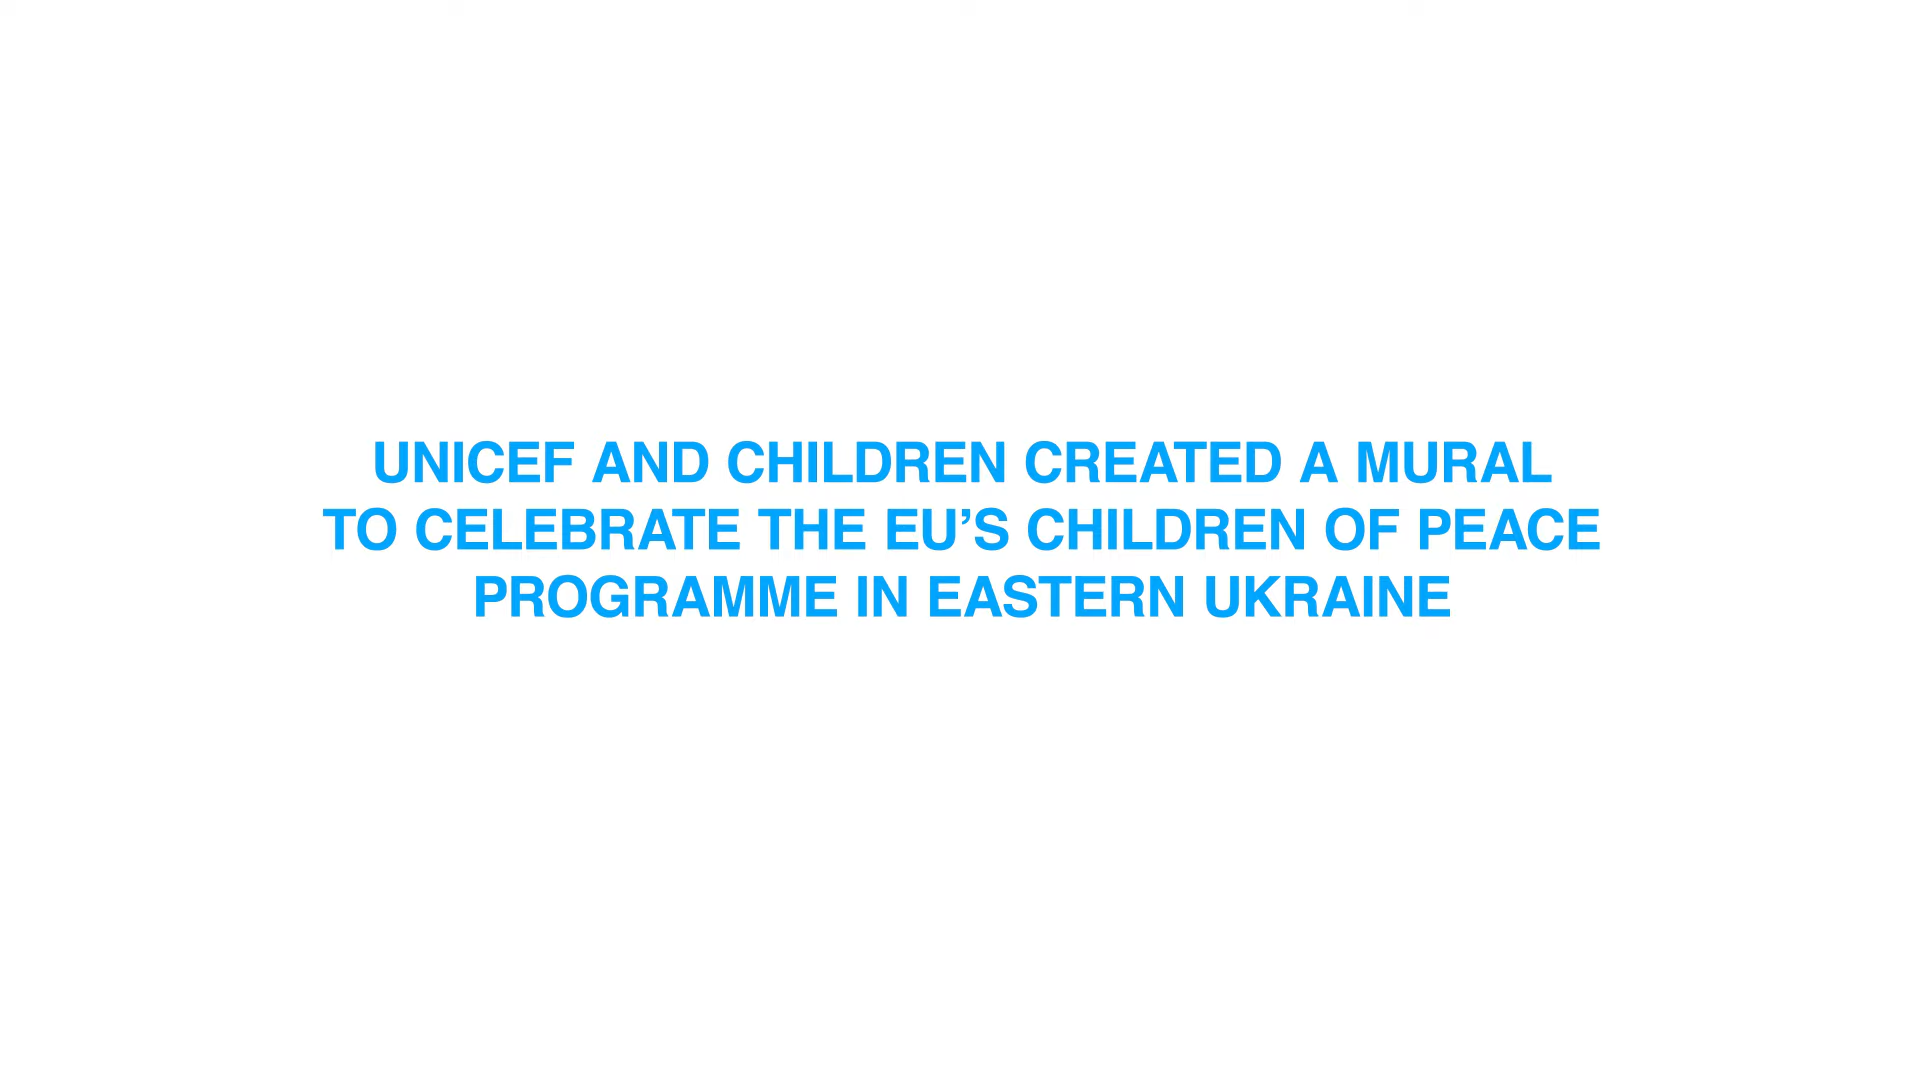 UNICEF AND CHILDREN CREATED A MURAL
TO CELEBRATE THE EU’S CHILDREN OF PEACE
PROGRAMME IN EASTERN UKRAINE